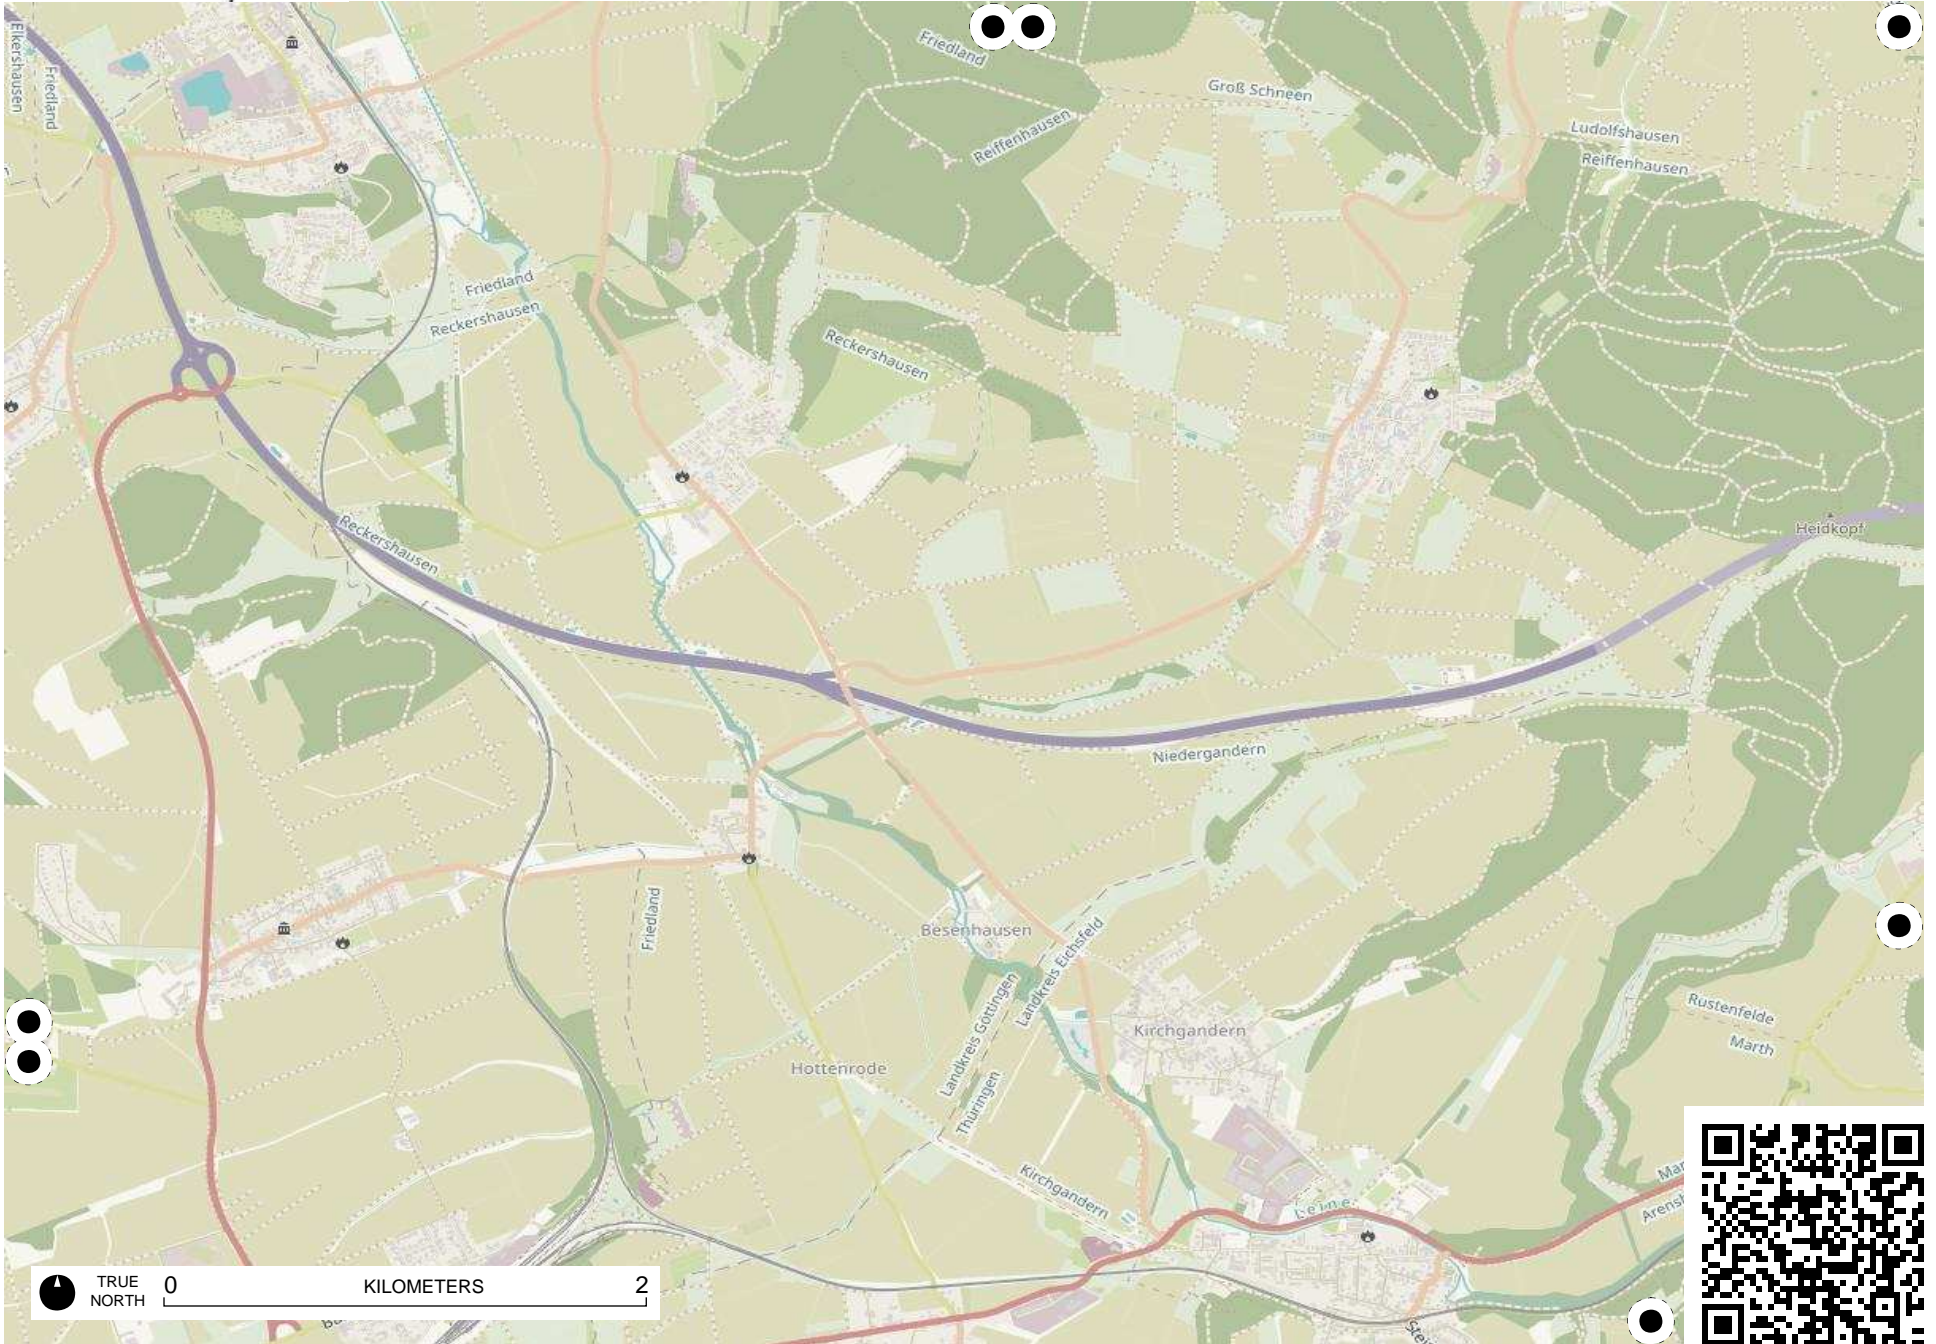 Elkershausen
Friedland
Friedland
Groß Schneen
Reiffenhausen
Ludolfshausen
Reiffenhausen
Friedland
Reckershausen
Reckershausen
Reckershausen
Heidkopf
Niedergandern
Friedland
Besenhausen
Landkreis Eichsfeld
Landkreis Göttingen
Thüringen
Kirchgandern
Rustenfelde
Marth
Hottenrode
Kirchgandern
Leine
TRUE
NORTH
0 KILOMETERS 2